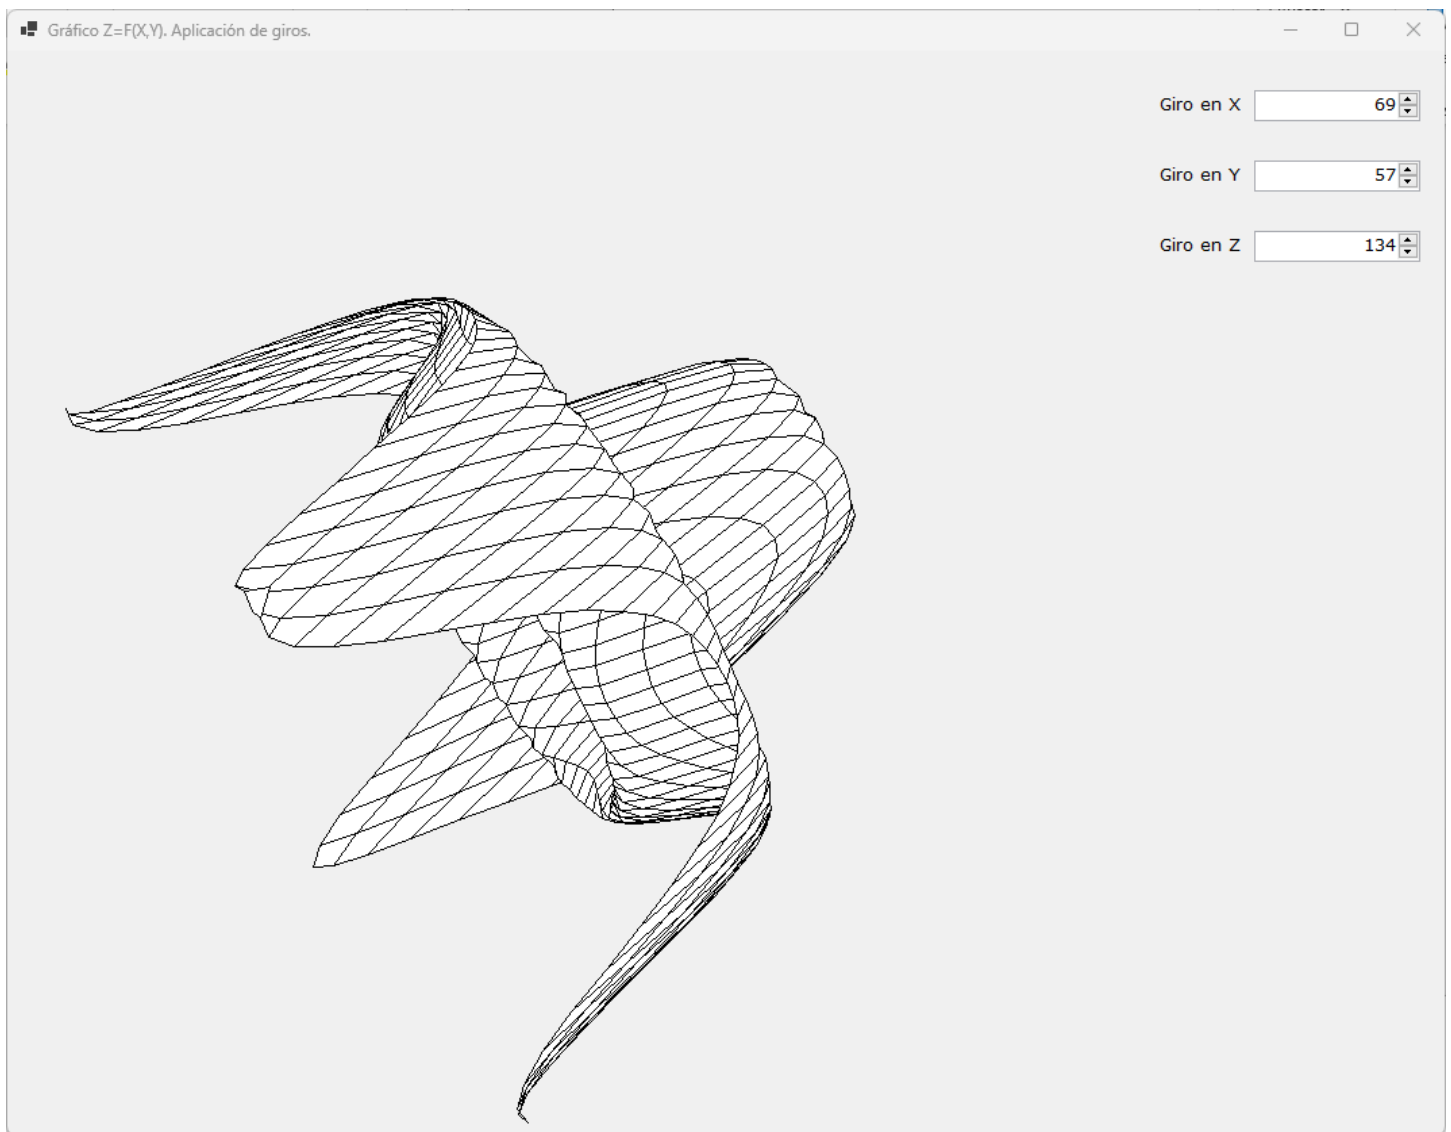 Gráfico Z=F(X,Y). Aplicación de giros.
Giro en X 69
Giro en Y 57
Giro en Z 134